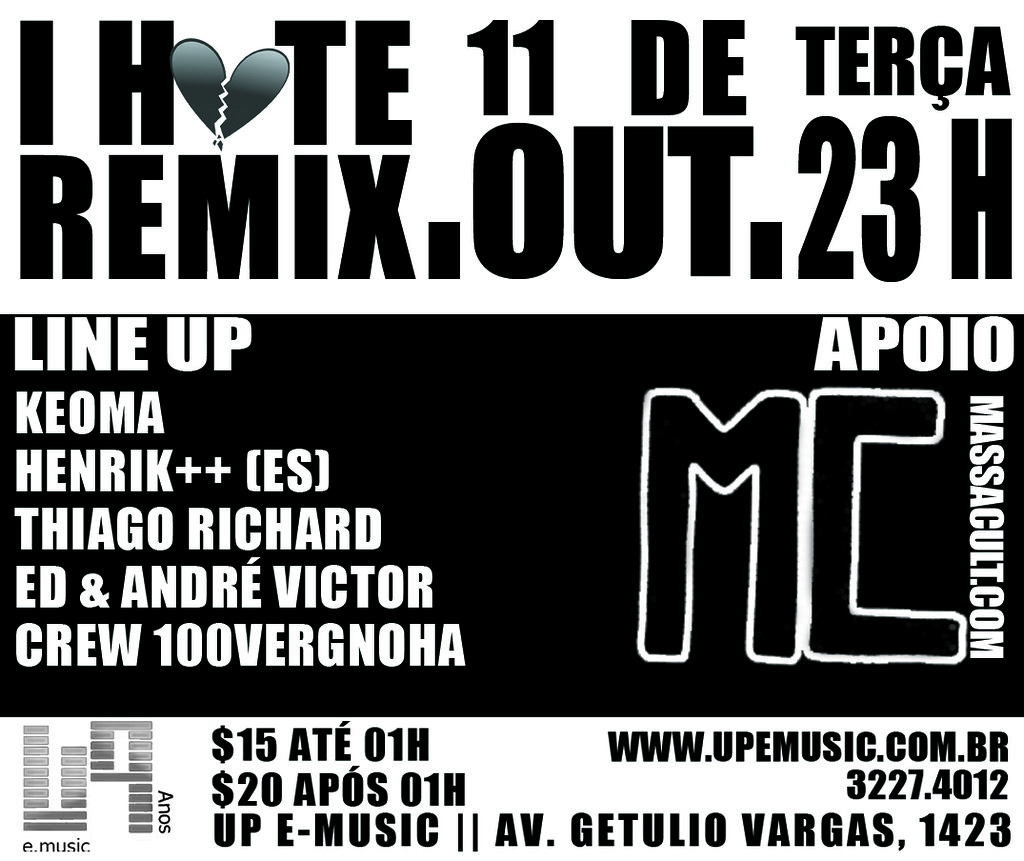 I H TE
REMIX.
11 DE
OUT.
TERÇA
23 H
LINE UP
KEOMA
HENRIK++ (ES)
THIAGO RICHARD
ED & ANDRÉ VICTOR
CREW 100VERGNOHA
APOIO
MC
MASSACULT.COM
Anos
e.music
$15 ATÉ 01H
$20 APÓS 01H
WWW.UPEMUSIC.COM.BR
3227.4012
UP E-MUSIC || AV. GETULIO VARGAS, 1423